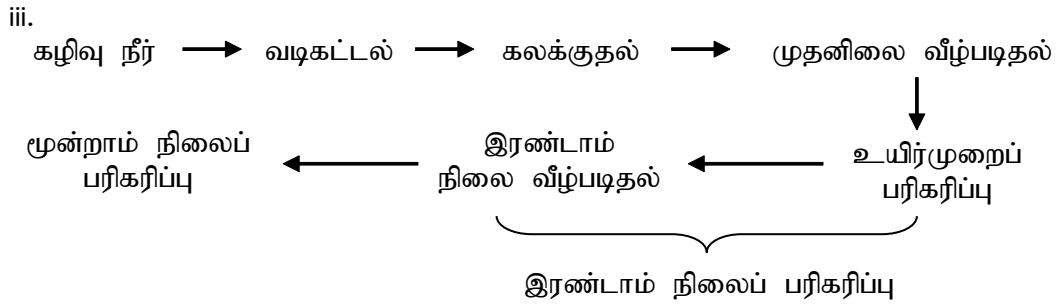 iii.
கழிவு நீர் வடிகட்டல் கலக்குதல் முதனிலை வீழ்படிதல்
மூன்றாம் நிலைப் பரிகரிப்பு
இரண்டாம் நிலை வீழ்படிதல்
உயிர்முறைப் பரிகரிப்பு
இரண்டாம் நிலைப் பரிகரிப்பு